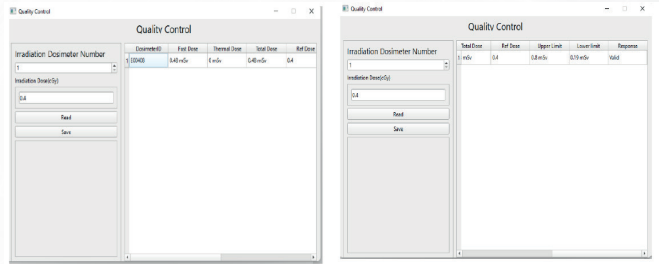 Quality Control
Quality Control
Irradiation Dosimeter Number
1
Irradiation Dose(cGy)
0.4
Read
Save
DosimeterID Fast Dose Thermal Dose Total Dose Ref Dose
1 E00400 0.48 mSv 0 mSv 0.48 mSv 0.4
Quality Control
Quality Control
Irradiation Dosimeter Number
1
Irradiation Dose(cGy)
0.4
Read
Save
Total Dose Ref Dose Upper Limit Lower limit Response
1 mSv 0.4 0.8 mSv 0.19 mSv Valid